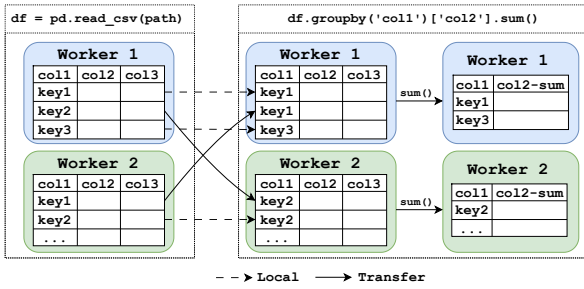 df = pd.read_csv(path)
Worker 1
col1 col2 col3
key1
key2
key3
Worker 2
col1 col2 col3
key1
key2
...
df.groupby('col1')['col2'].sum()
Worker 1
col1 col2 col3
key1
key1
key3
sum()
Worker 1
col1 col2-sum
key1
key3
Worker 2
col1 col2 col3
key2
key2
...
sum()
Worker 2
col1 col2-sum
key2
...
Local
Transfer